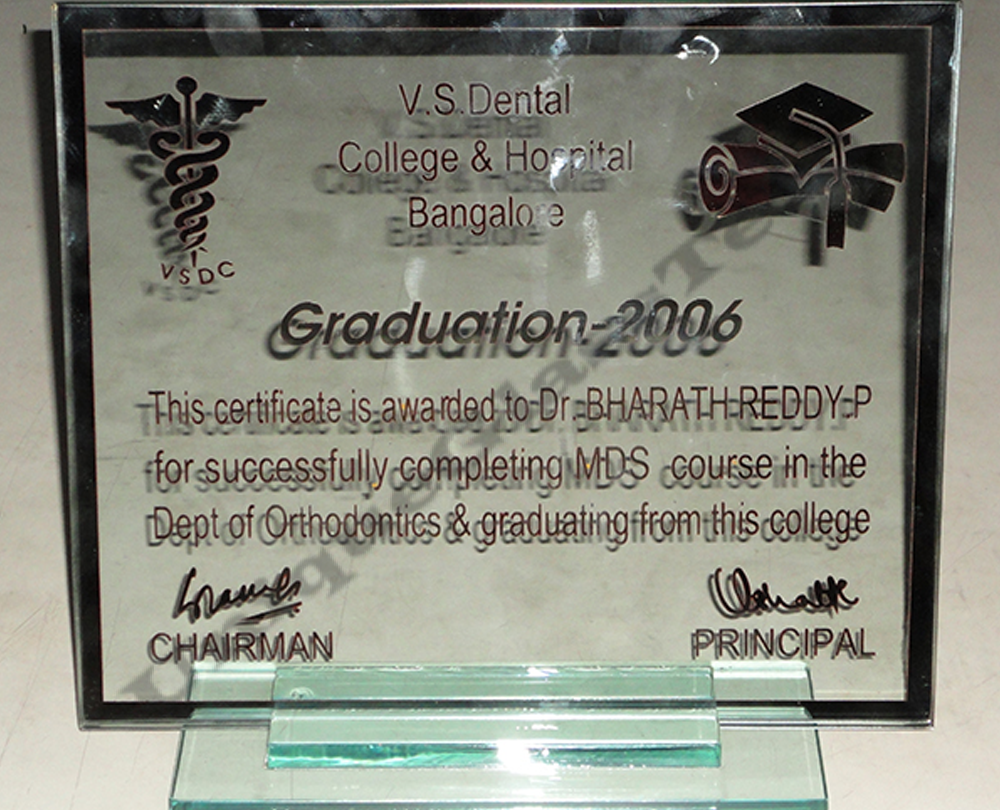 V.S.Dental
College & Hospital
Bangalore
VSDC
Graduation-2006
This certificate is awarded to Dr. BHARATH REDDY.P
for successfully completing MDS course in the
Dept of Orthodontics & graduating from this college
CHAIRMAN
PRINCIPAL